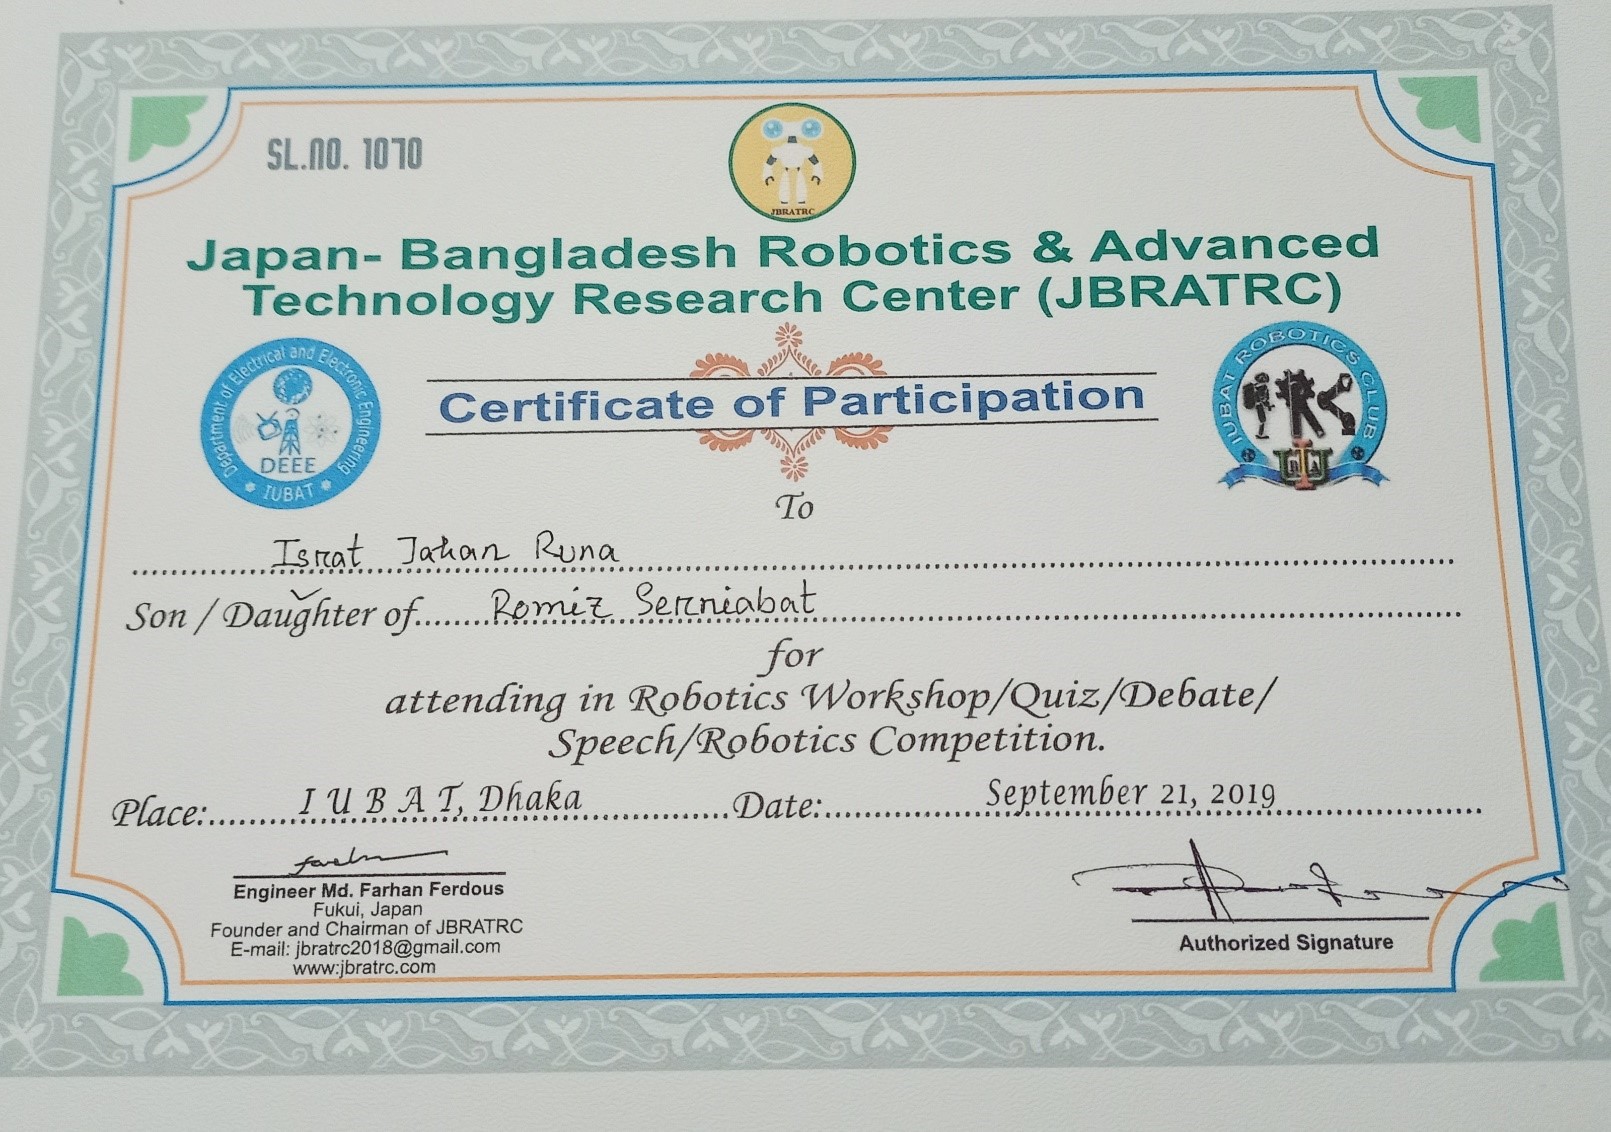 SL.NO. 1070
JBRATRC
Japan- Bangladesh Robotics & Advanced
Technology Research Center (JBRATRC)
Department of Electrical and Electronic Engineering
DEEE
IUBAT
IUBAT ROBOTICS CLUB
Certificate of Participation
To
Israt Jahan Runa
Son / Daughter of Romiz Serniabat
for
attending in Robotics Workshop/Quiz/Debate/
Speech/Robotics Competition.
Place: I U B A T, Dhaka Date: September 21, 2019
Engineer Md. Farhan Ferdous
Fukui, Japan
Founder and Chairman of JBRATRC
E-mail: jbratrc2018@gmail.com
www.jbratrc.com
Authorized Signature